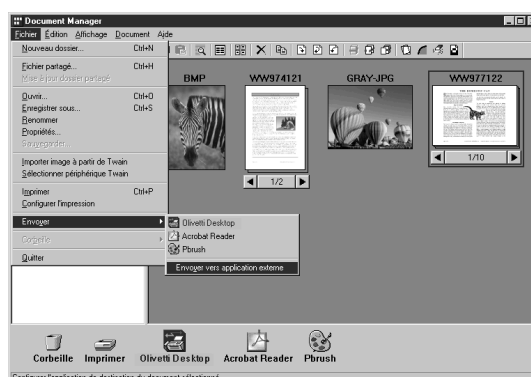 Document Manager
Fichier Édition Affichage Document Aide
Nouveau dossier... Ctrl+N
Fichier partagé... Ctrl+H
Mise à jour dossier partagé
Ouvrir... Ctrl+O
Enregistrer sous... Ctrl+S
Renommer
Propriétés...
Sauvegarder...
Importer image à partir de Twain
Sélectionner périphérique Twain
Imprimer Ctrl+P
Configurer l'impression
Envoyer
Corbeille
Quitter
Olivetti Desktop
Acrobat Reader
Pbrush
Envoyer vers application externe
BMP WW974121 GRAY-JPG WW977122
1/2
1/10
Corbeille Imprimer Olivetti Desktop Acrobat Reader Pbrush
Configurer l'application de destination du document sélectionné